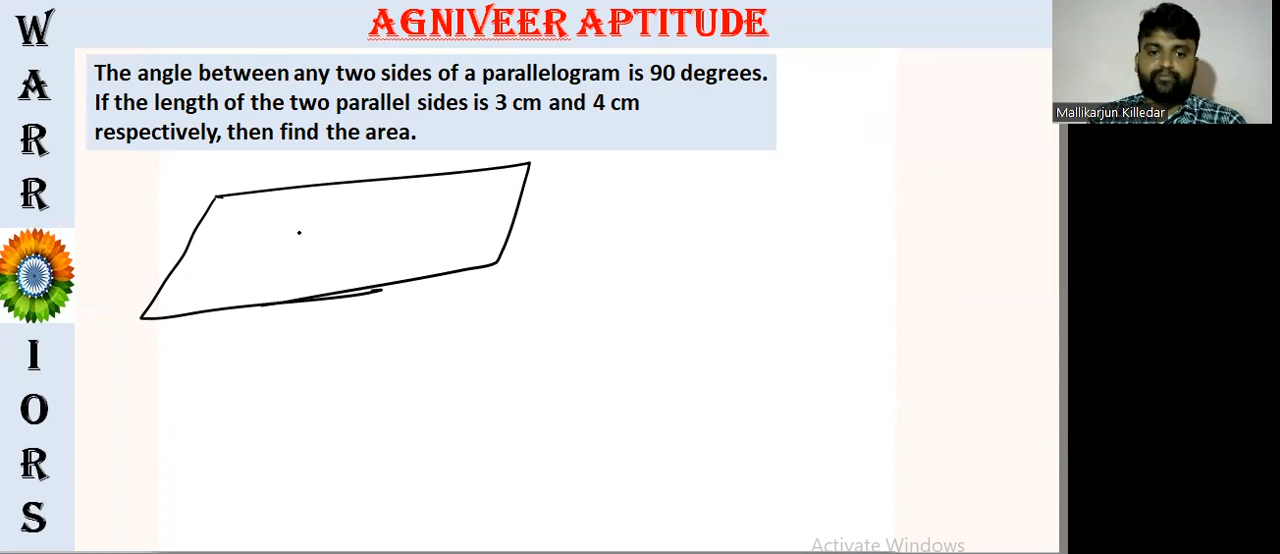 AGNIVEER APTITUDE
WARRIORS
The angle between any two sides of a parallelogram is 90 degrees.
If the length of the two parallel sides is 3 cm and 4 cm
respectively, then find the area.
Mallikarjun Killedar
Activate Windows